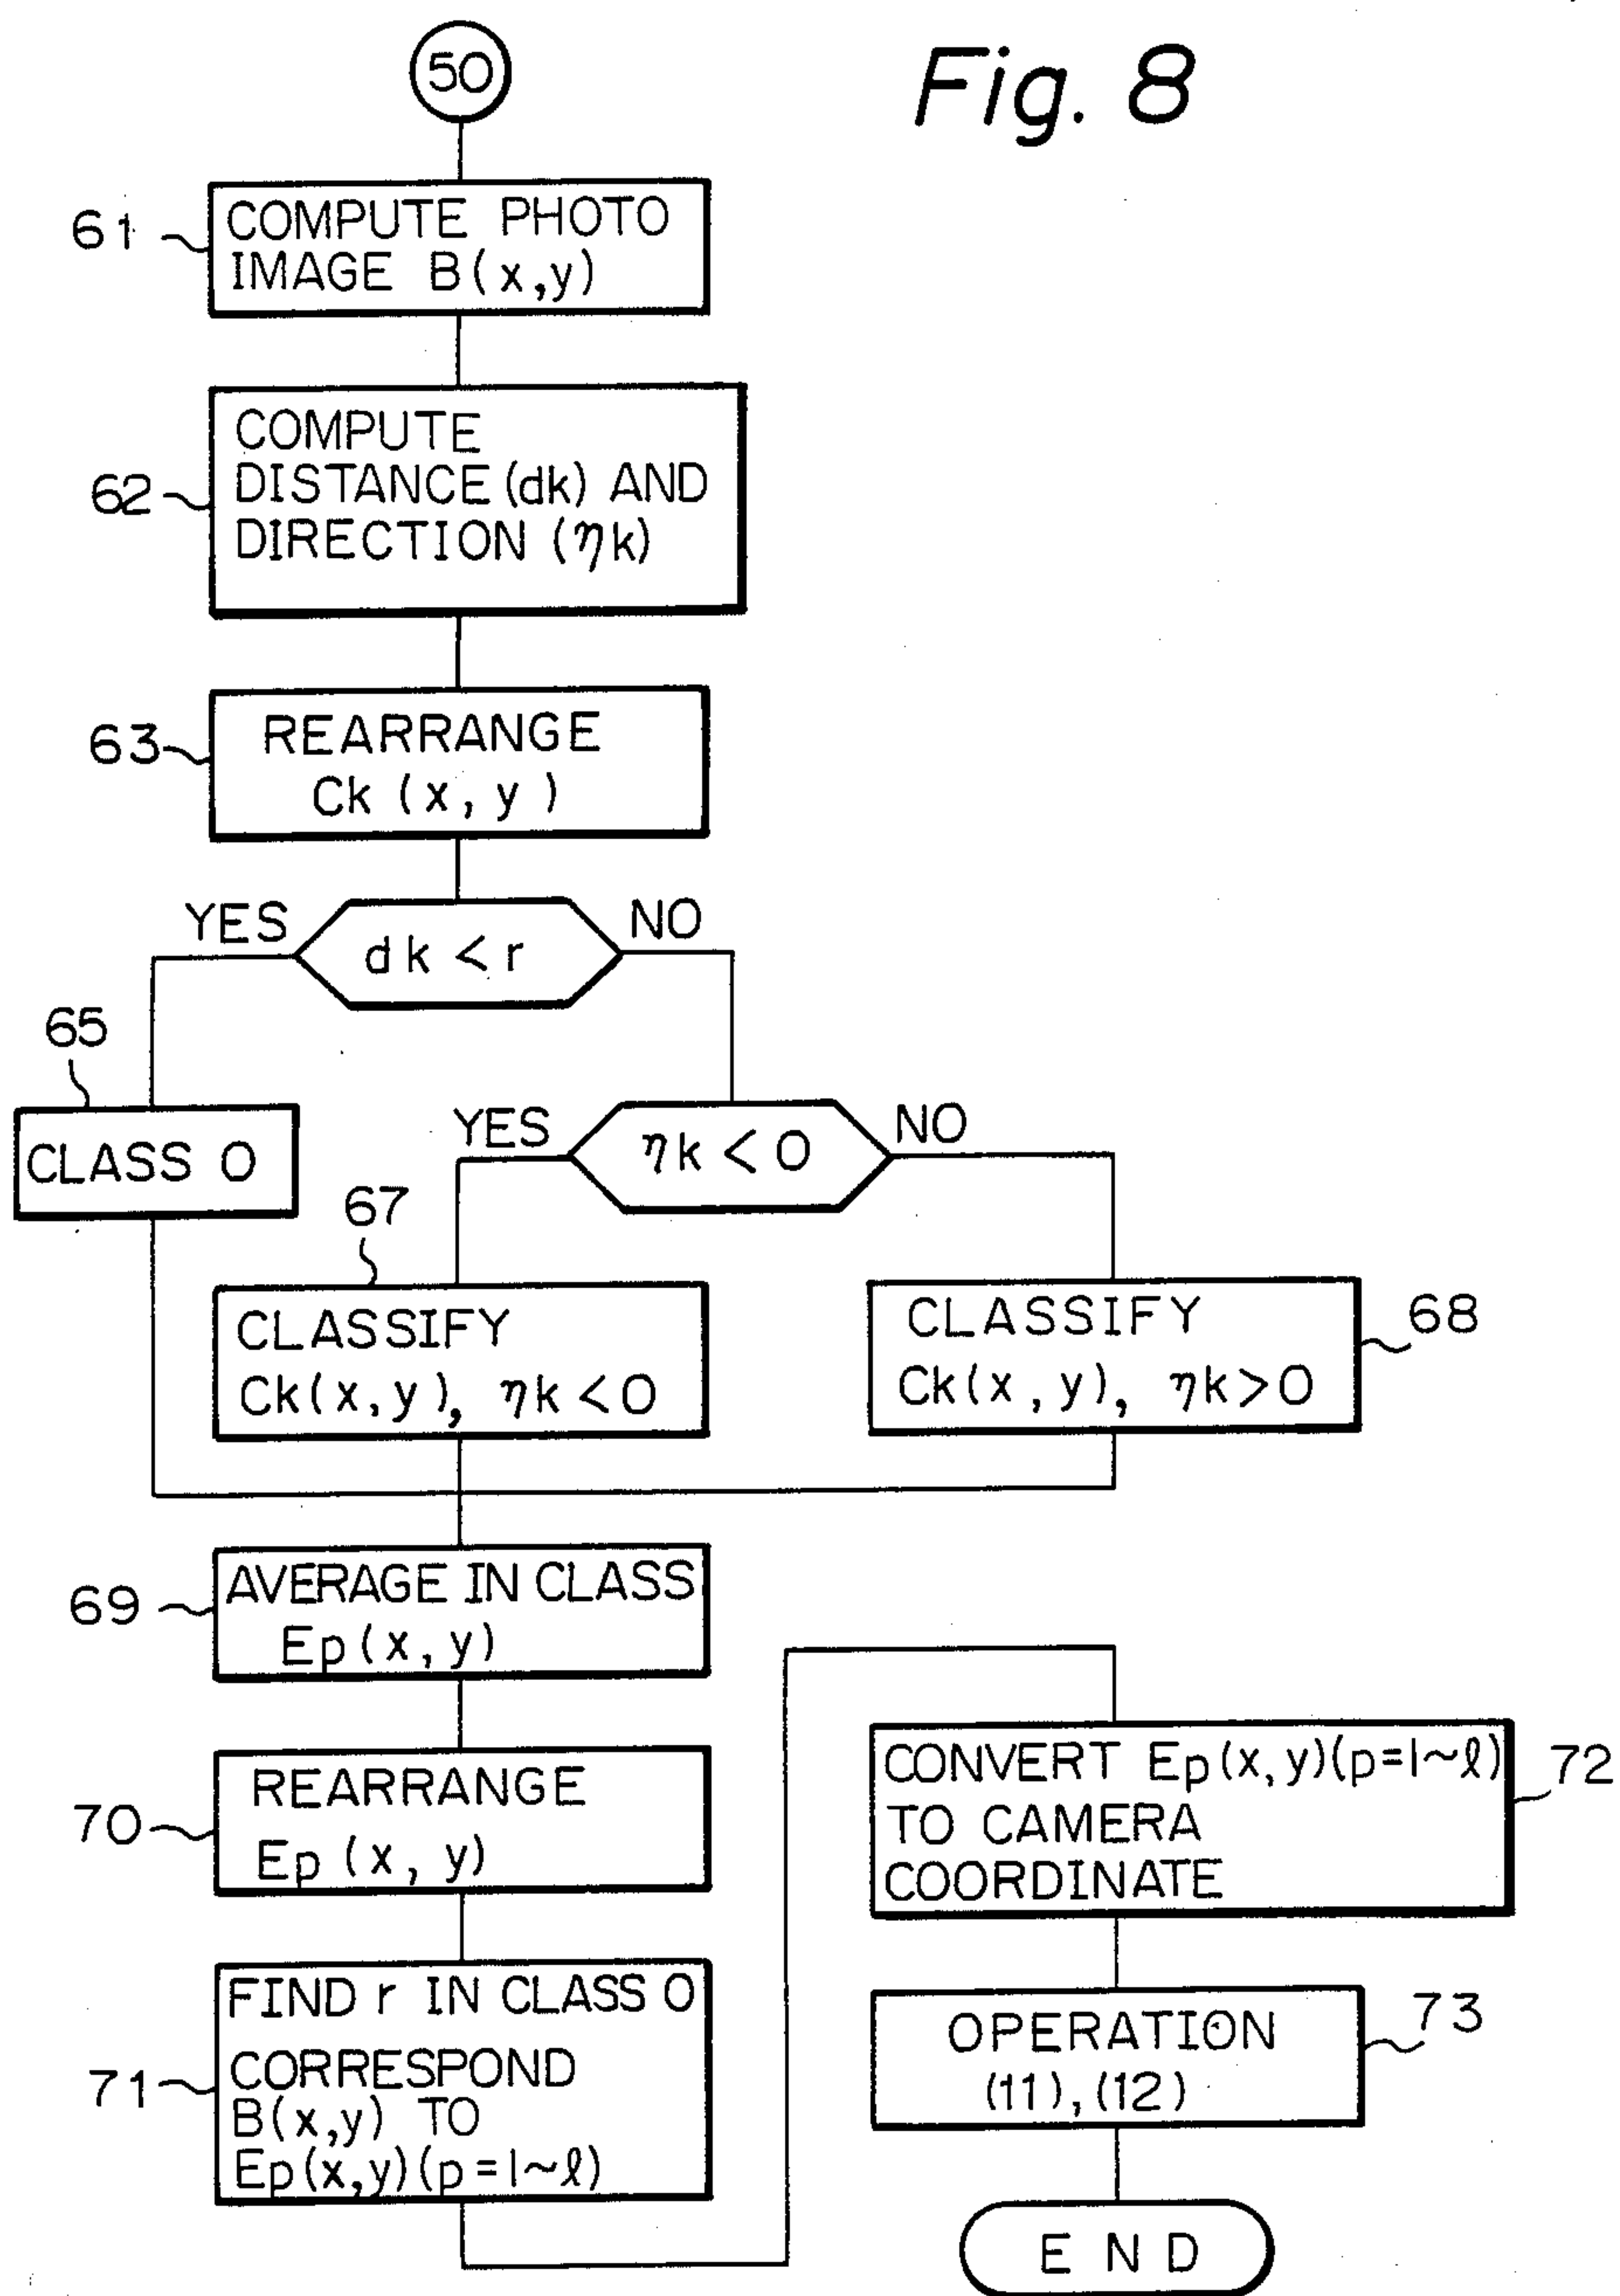 Fig. 8
50
61
COMPUTE PHOTO
IMAGE B(x,y)
62
COMPUTE
DISTANCE (dk) AND
DIRECTION (ηk)
63
REARRANGE
Ck (x, y)
YES
dk < r
NO
65
CLASS 0
YES
ηk < 0
NO
67
CLASSIFY
Ck(x,y), ηk < 0
CLASSIFY
Ck(x,y), ηk > 0
68
69
AVERAGE IN CLASS
Ep(x,y)
70
REARRANGE
Ep (x, y)
71
FIND r IN CLASS 0
CORRESPOND
B(x,y) TO
Ep(x,y)(p=1~ℓ)
CONVERT Ep(x,y)(p=1~ℓ)
TO CAMERA
COORDINATE
72
OPERATION
(11),(12)
73
END